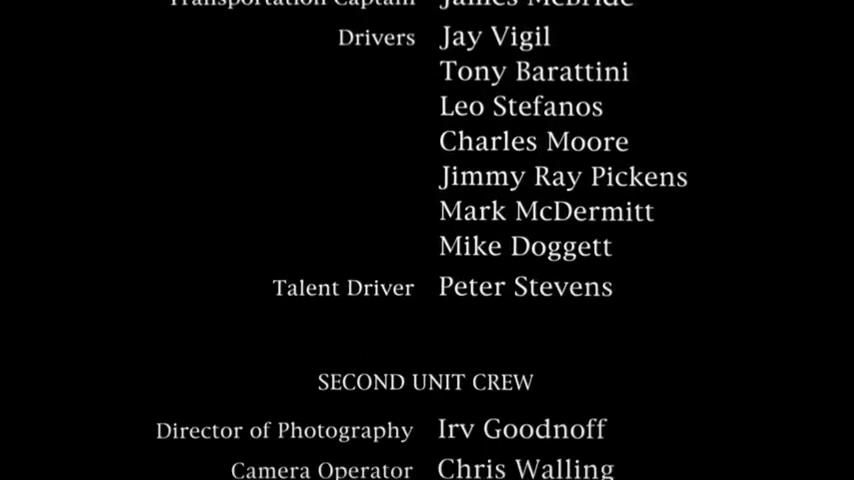 Transportation Captain James McBride
Drivers Jay Vigil
Tony Barattini
Leo Stefanos
Charles Moore
Jimmy Ray Pickens
Mark McDermitt
Mike Doggett
Talent Driver Peter Stevens
SECOND UNIT CREW
Director of Photography Irv Goodnoff
Camera Operator Chris Walling